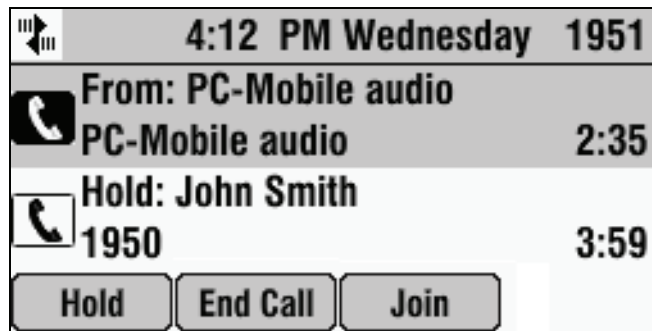 4:12 PM Wednesday 1951
From: PC-Mobile audio
PC-Mobile audio 2:35
Hold: John Smith
1950 3:59
Hold End Call Join